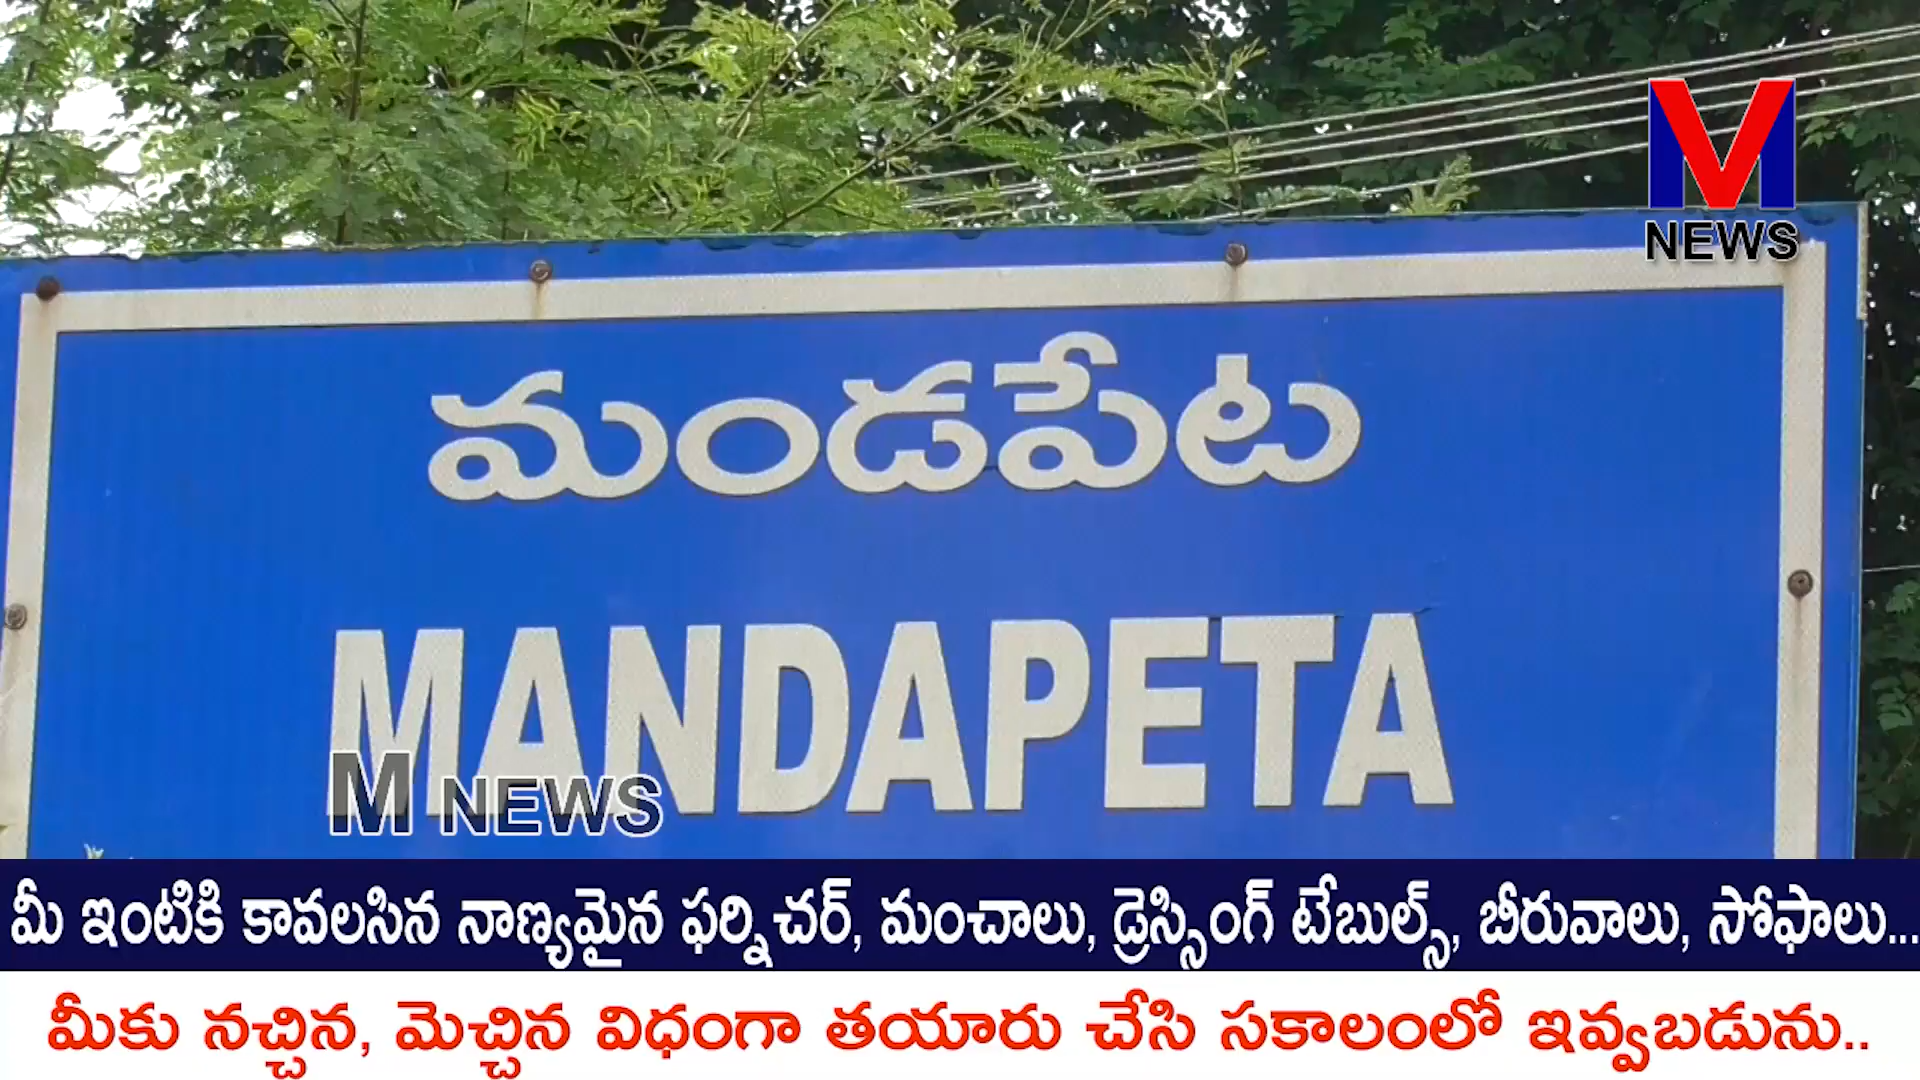 M
NEWS
మండపేట
MANDAPETA
M NEWS
మీ ఇంటికి కావలసిన నాణ్యమైన ఫర్నిచర్, మంచాలు, డ్రెస్సింగ్ టేబుల్స్, బీరువాలు, సోఫాలు...
మీకు నచ్చిన, మెచ్చిన విధంగా తయారు చేసి సకాలంలో ఇవ్వబడును..